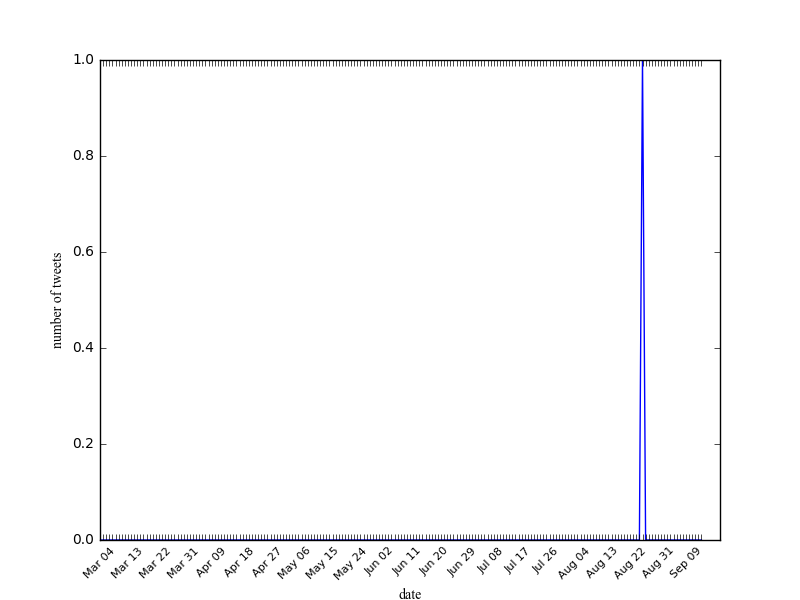 1.0
0.8
0.6
0.4
0.2
0.0
number of tweets
Mar 04
Mar 13
Mar 22
Mar 31
Apr 09
Apr 18
Apr 27
May 06
May 15
May 24
Jun 02
Jun 11
Jun 20
Jun 29
Jul 08
Jul 17
Jul 26
Aug 04
Aug 13
Aug 22
Aug 31
Sep 09
date